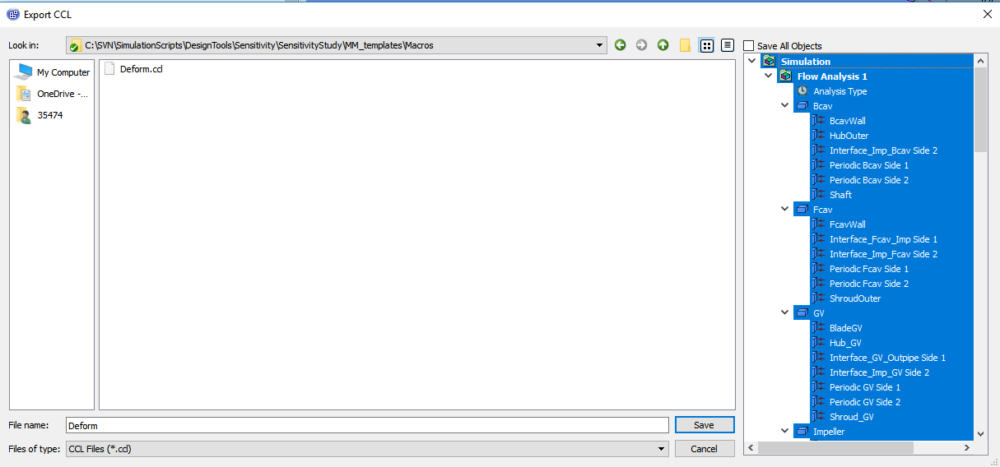 Export CCL
Look in:
C:\SVN\SimulationScripts\DesignTools\Sensitivity\SensitivityStudy\MM_templates\Macros
Save All Objects
My Computer
OneDrive -...
35474
Deform.ccl
Simulation
Flow Analysis 1
Analysis Type
Bcav
BcavWall
HubOuter
Interface_Imp_Bcav Side 2
Periodic Bcav Side 1
Periodic Bcav Side 2
Shaft
Fcav
FcavWall
Interface_Fcav_Imp Side 1
Interface_Imp_Fcav Side 2
Periodic Fcav Side 1
Periodic Fcav Side 2
ShroudOuter
GV
BladeGV
Hub_GV
Interface_GV_Outpipe Side 1
Interface_Imp_GV Side 2
Periodic GV Side 1
Periodic GV Side 2
Shroud_GV
Impeller
File name:
Deform
Save
Files of type:
CCL Files (*.ccl)
Cancel